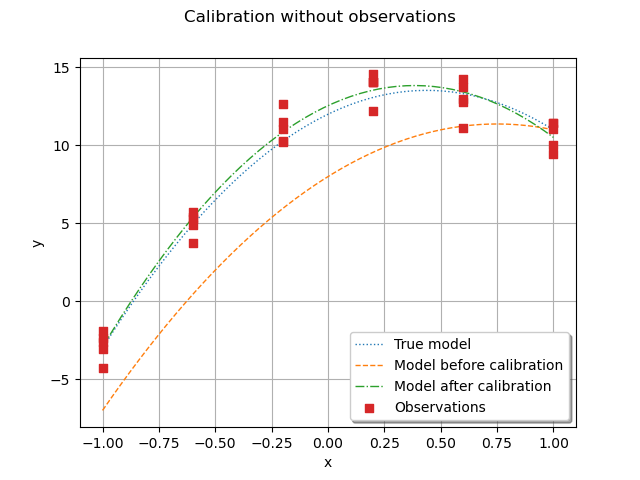 Calibration without observations
15
10
5
0
−5
y
−1.00 −0.75 −0.50 −0.25 0.00 0.25 0.50 0.75 1.00
x
True model
Model before calibration
Model after calibration
Observations